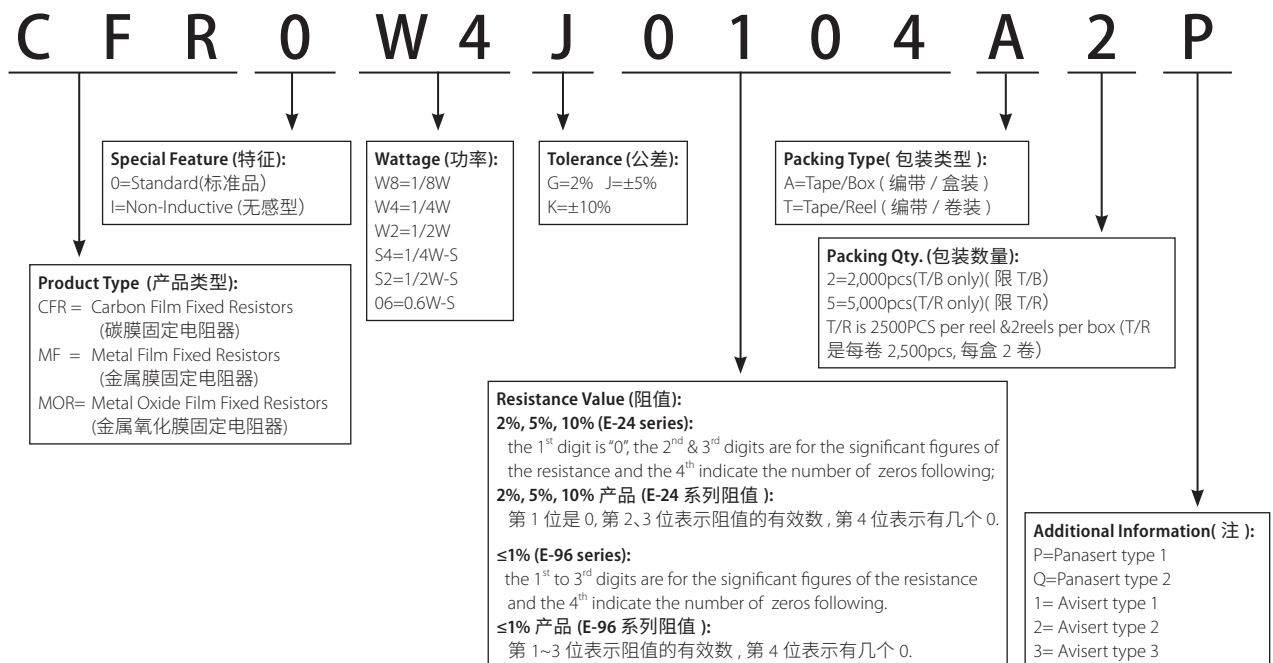 C F R 0 W 4 J 0 1 0 4 A 2 P
Special Feature (特征):
0=Standard(标准品)
I=Non-Inductive (无感型)
Wattage (功率):
W8=1/8W
W4=1/4W
W2=1/2W
S4=1/4W-S
S2=1/2W-S
06=0.6W-S
Tolerance (公差):
G=2% J=±5%
K=±10%
Packing Type( 包装类型 ):
A=Tape/Box ( 编带 / 盒装 )
T=Tape/Reel ( 编带 / 卷装 )
Packing Qty. (包装数量):
2=2,000pcs(T/B only)( 限 T/B)
5=5,000pcs(T/R only)( 限 T/R)
T/R is 2500PCS per reel &2reels per box (T/R
是每卷 2,500pcs, 每盒 2 卷)
Product Type (产品类型):
CFR = Carbon Film Fixed Resistors
(碳膜固定电阻器)
MF = Metal Film Fixed Resistors
(金属膜固定电阻器)
MOR= Metal Oxide Film Fixed Resistors
(金属氧化膜固定电阻器)
Resistance Value (阻值):
2%, 5%, 10% (E-24 series):
the 1st digit is "0", the 2nd & 3rd digits are for the significant figures of
the resistance and the 4th indicate the number of zeros following;
2%, 5%, 10% 产品 (E-24 系列阻值 ):
第 1 位是 0, 第 2、3 位表示阻值的有效数 , 第 4 位表示有几个 0.
≤1% (E-96 series):
the 1st to 3rd digits are for the significant figures of the resistance
and the 4th indicate the number of zeros following.
≤1% 产品 (E-96 系列阻值 ):
第 1~3 位表示阻值的有效数 , 第 4 位表示有几个 0.
Additional Information( 注 ):
P=Panasert type 1
Q=Panasert type 2
1= Avisert type 1
2= Avisert type 2
3= Avisert type 3